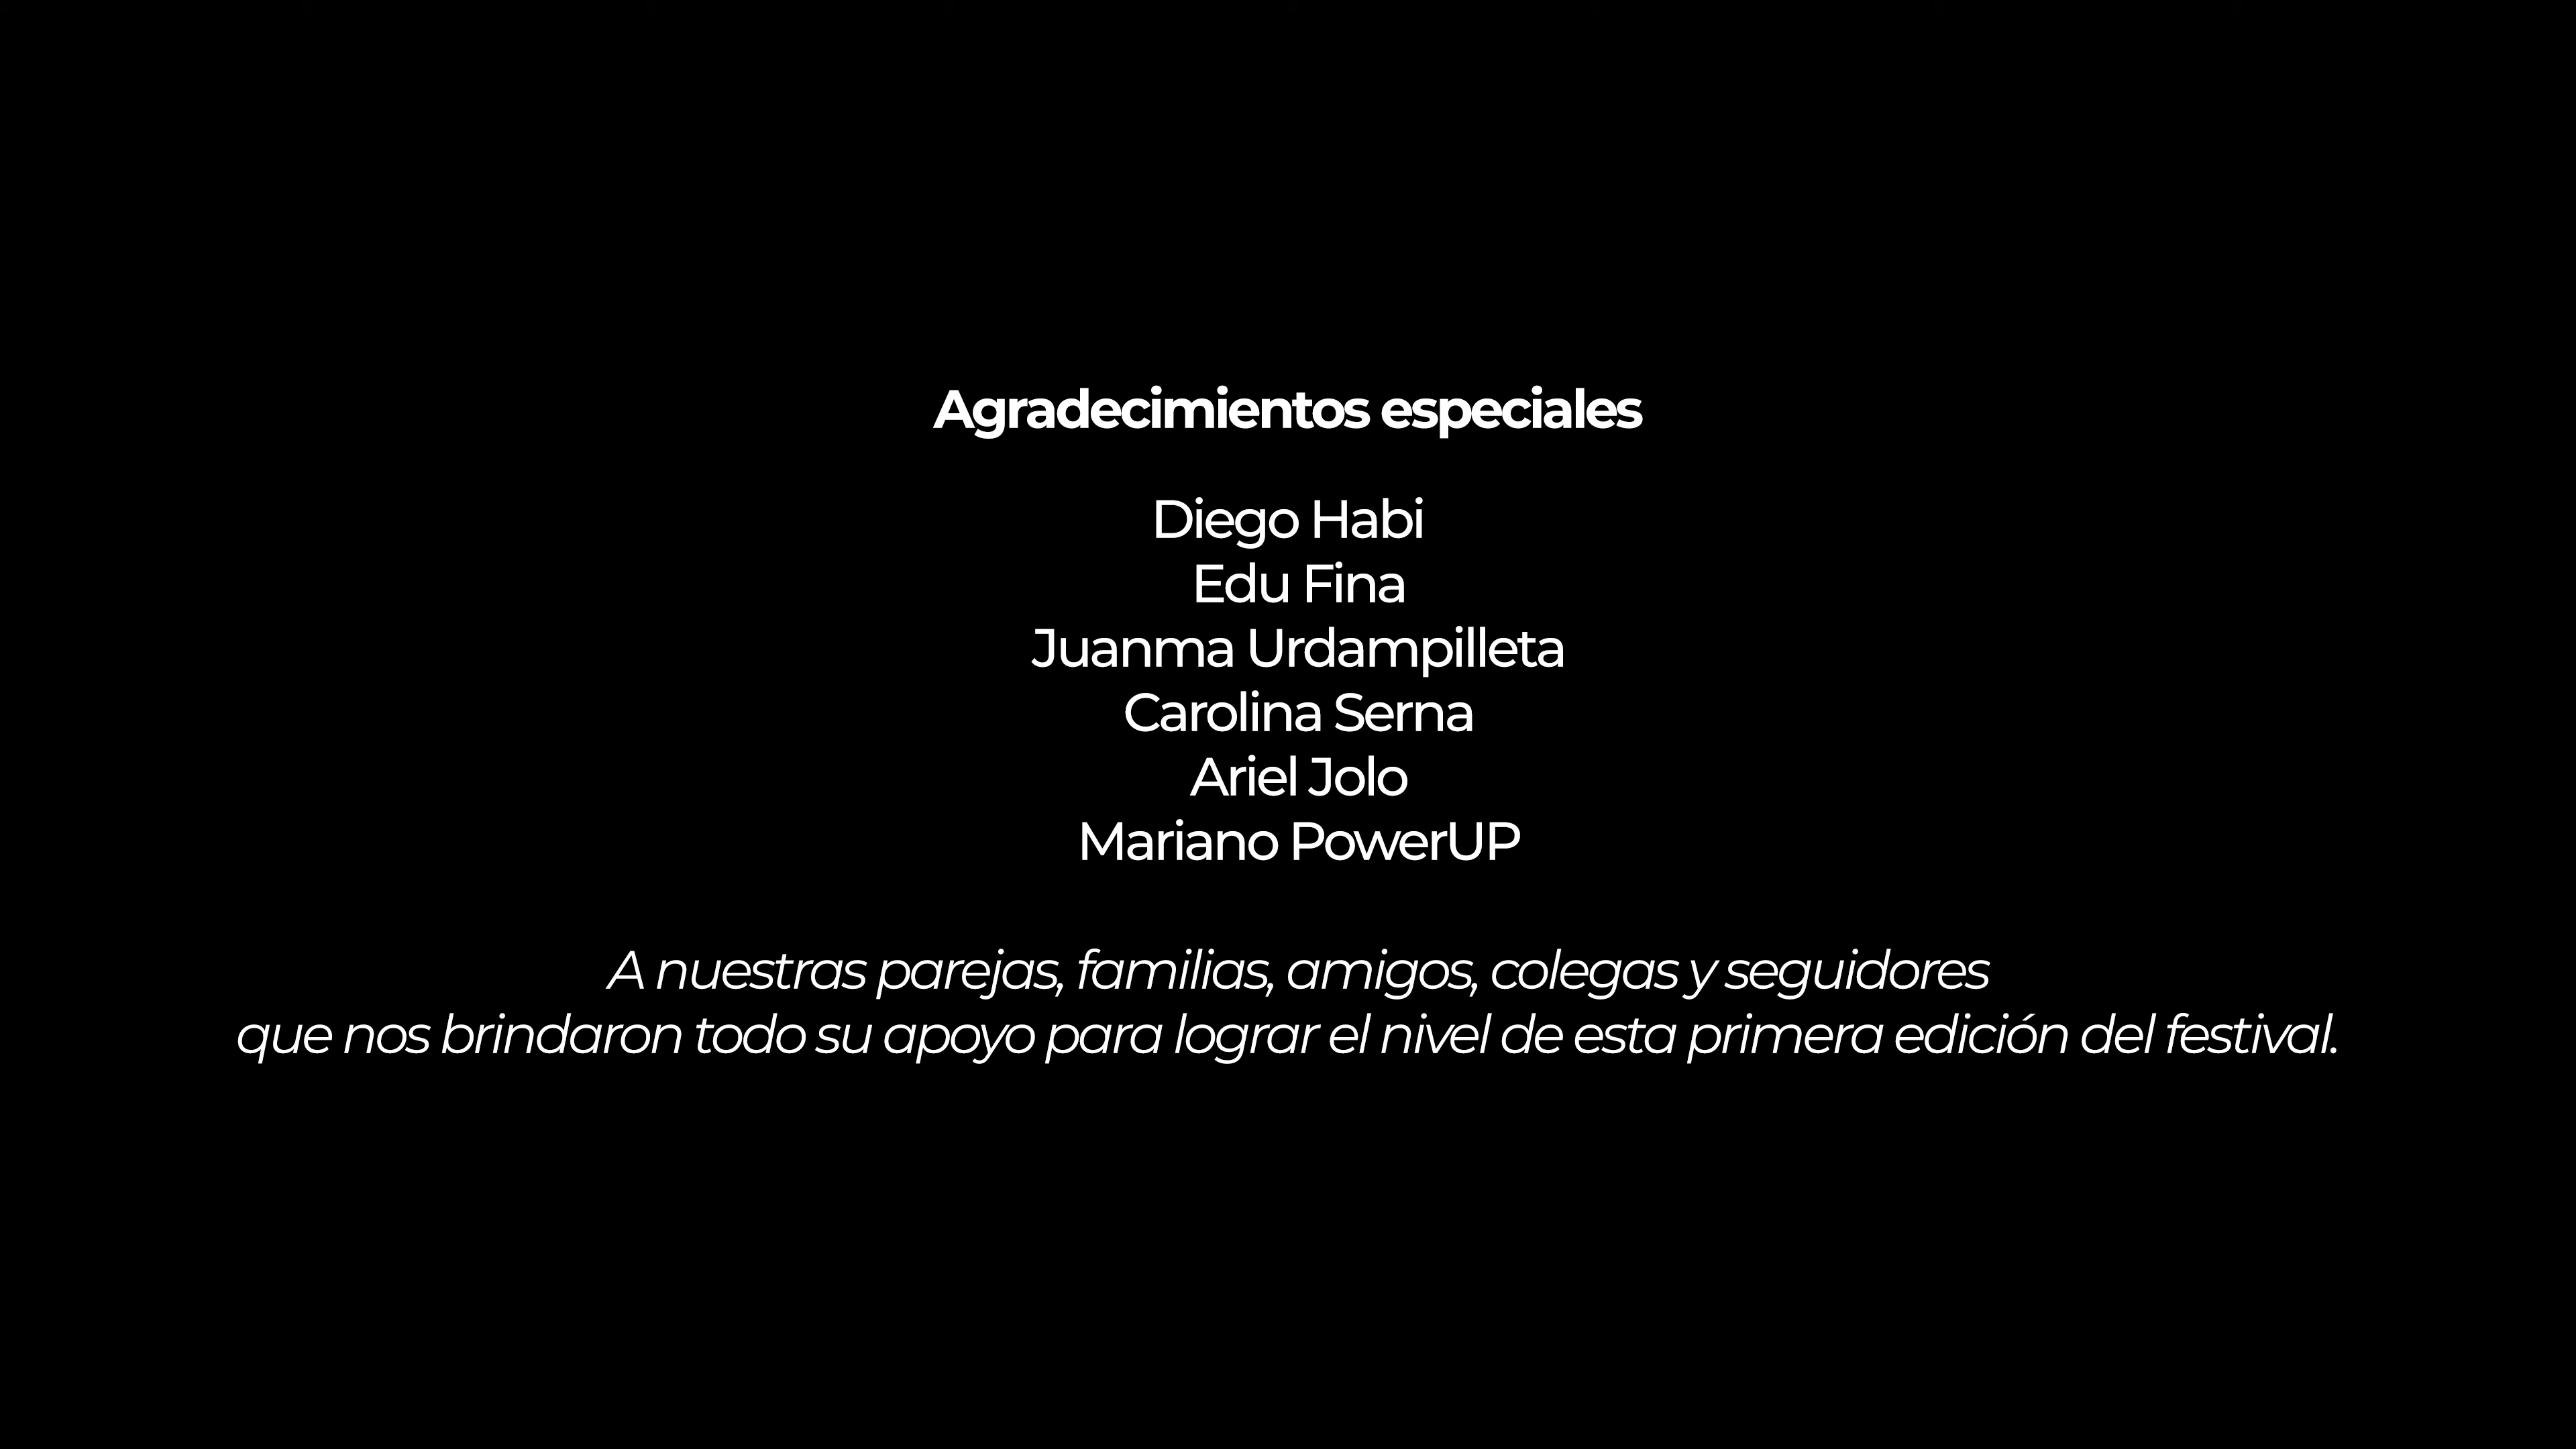 Agradecimientos especiales
Diego Habi
Edu Fina
Juanma Urdampilleta
Carolina Serna
Ariel Jolo
Mariano PowerUP
A nuestras parejas, familias, amigos, colegas y seguidores
que nos brindaron todo su apoyo para lograr el nivel de esta primera edición del festival.